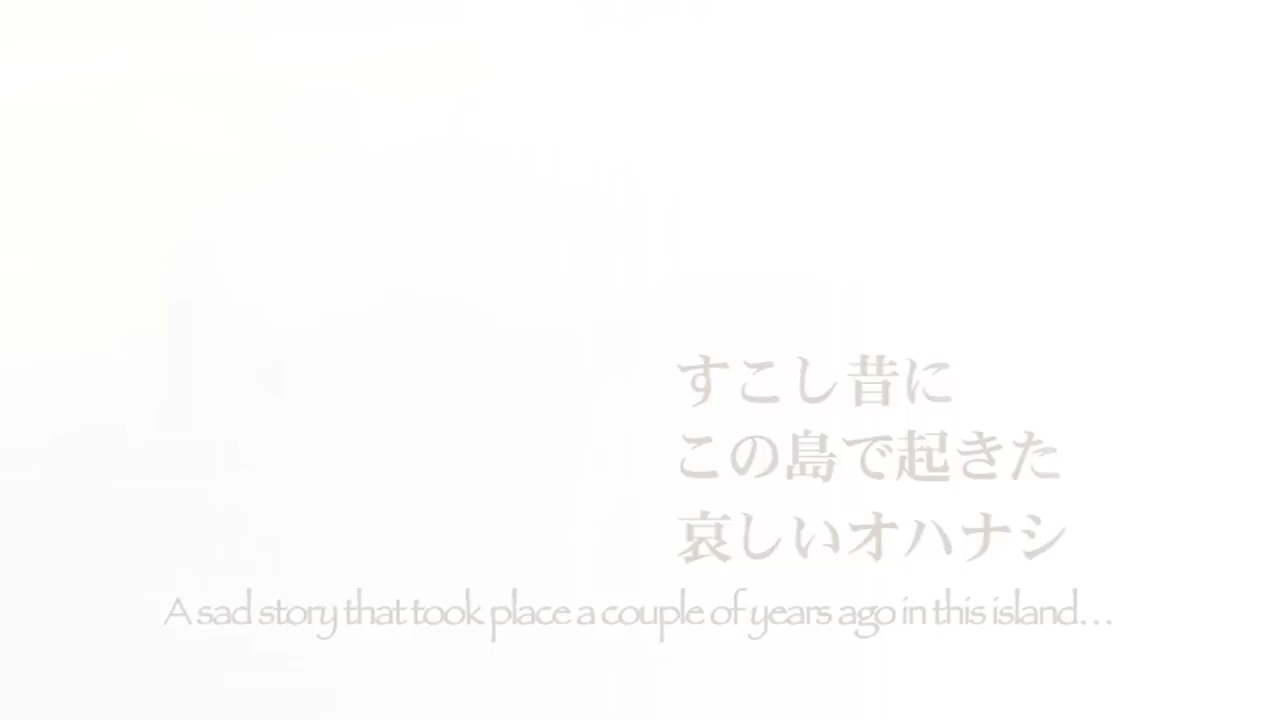 すこし昔に
この島で起きた
哀しいオハナシ
A sad story that took place a couple of years ago in this island...